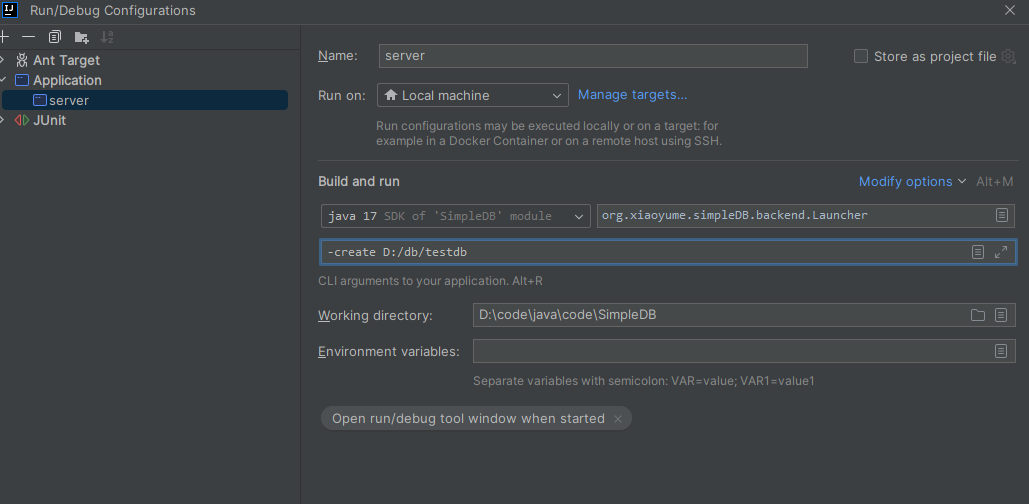 Run/Debug Configurations
Ant Target
Application
server
JUnit
Name:
server
Store as project file
Run on:
Local machine
Manage targets...
Run configurations may be executed locally or on a target: for
example in a Docker Container or on a remote host using SSH.
Build and run
Modify options
Alt+M
java 17 SDK of 'SimpleDB' module
org.xiaoyume.simpleDB.backend.Launcher
-create D:/db/testdb
CLI arguments to your application. Alt+R
Working directory:
D:\code\java\code\SimpleDB
Environment variables:
Separate variables with semicolon: VAR=value; VAR1=value1
Open run/debug tool window when started